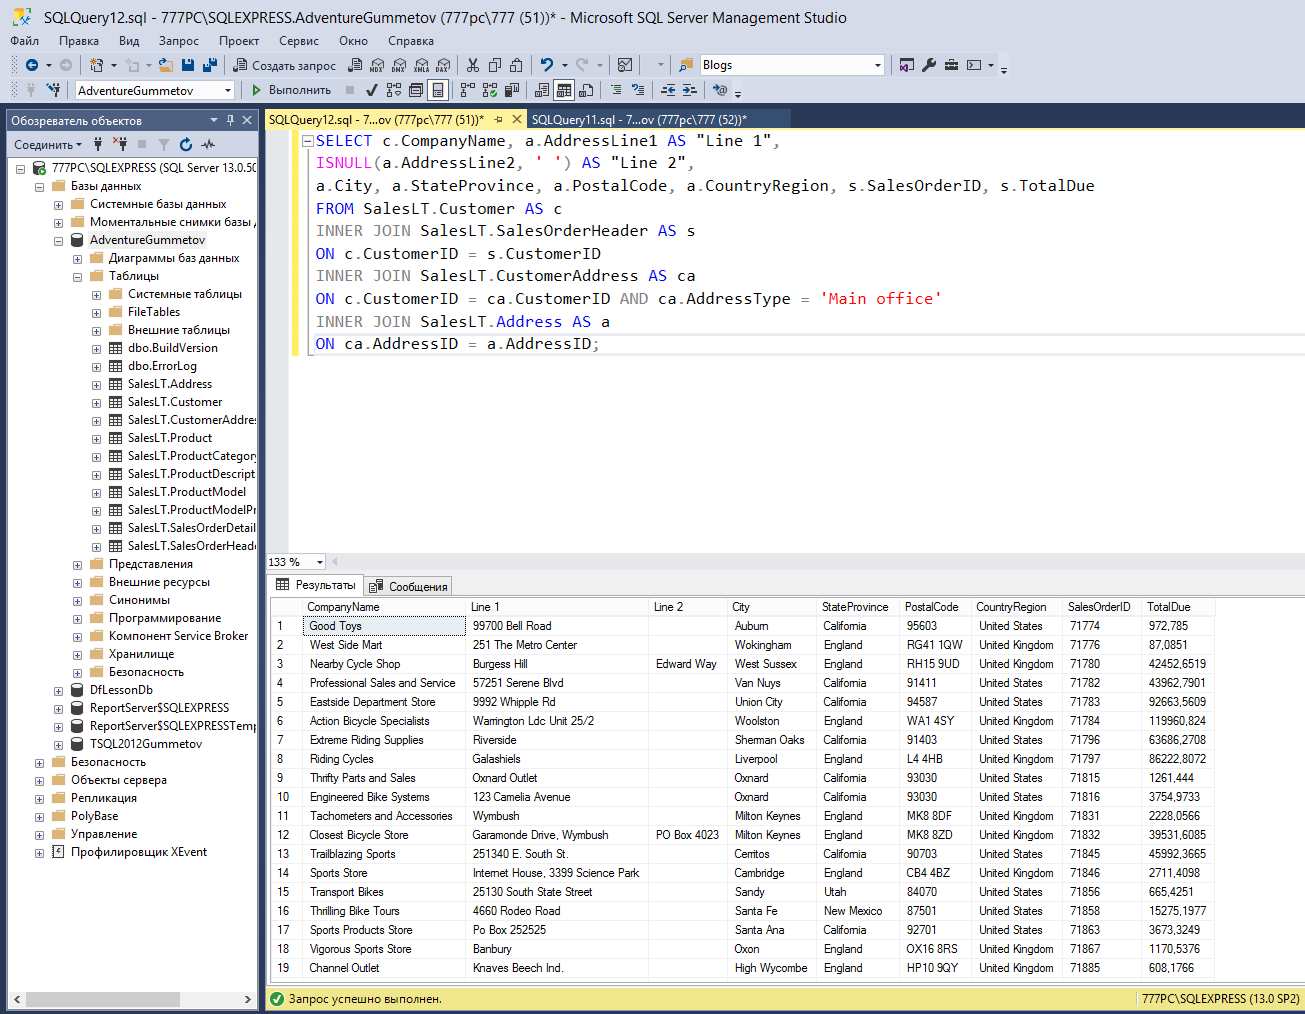 SQLQuery12.sql - 777PC\SQLEXPRESS.AdventureGummetov (777pc\777 (51))* - Microsoft SQL Server Management Studio
Файл Правка Вид Запрос Проект Сервис Окно Справка
Создать запрос MDX DMX XMLA DAX Blogs
AdventureGummetov Выполнить
Обозреватель объектов
Соединить
777PC\SQLEXPRESS (SQL Server 13.0.50
Базы данных
Системные базы данных
Моментальные снимки базы
AdventureGummetov
Диаграммы баз данных
Таблицы
Системные таблицы
FileTables
Внешние таблицы
dbo.BuildVersion
dbo.ErrorLog
SalesLT.Address
SalesLT.Customer
SalesLT.CustomerAddre
SalesLT.Product
SalesLT.ProductCategory
SalesLT.ProductDescript
SalesLT.ProductModel
SalesLT.ProductModelP
SalesLT.SalesOrderDetail
SalesLT.SalesOrderHead
Представления
Внешние ресурсы
Синонимы
Программирование
Компонент Service Broker
Хранилище
Безопасность
DfLessonDb
ReportServer$SQLEXPRESS
ReportServer$SQLEXPRESSTemp
TSQL2012Gummetov
Безопасность
Объекты сервера
Репликация
PolyBase
Управление
Профилировщик XEvent
SQLQuery12.sql - 7...ov (777pc\777 (51))* SQLQuery11.sql - 7...ov (777pc\777 (52))*
SELECT c.CompanyName, a.AddressLine1 AS "Line 1",
ISNULL(a.AddressLine2, ' ') AS "Line 2",
a.City, a.StateProvince, a.PostalCode, a.CountryRegion, s.SalesOrderID, s.TotalDue
FROM SalesLT.Customer AS c
INNER JOIN SalesLT.SalesOrderHeader AS s
ON c.CustomerID = s.CustomerID
INNER JOIN SalesLT.CustomerAddress AS ca
ON c.CustomerID = ca.CustomerID AND ca.AddressType = 'Main office'
INNER JOIN SalesLT.Address AS a
ON ca.AddressID = a.AddressID;
133 %
Результаты Сообщения
CompanyName Line 1 Line 2 City StateProvince PostalCode CountryRegion SalesOrderID TotalDue
1 Good Toys 99700 Bell Road Auburn California 95603 United States 71774 972,785
2 West Side Mart 251 The Metro Center Wokingham England RG41 1QW United Kingdom 71776 87,0851
3 Nearby Cycle Shop Burgess Hill Edward Way West Sussex England RH15 9UD United Kingdom 71780 42452,6519
4 Professional Sales and Service 57251 Serene Blvd Van Nuys California 91411 United States 71782 43962,7901
5 Eastside Department Store 9992 Whipple Rd Union City California 94587 United States 71783 92663,5609
6 Action Bicycle Specialists Warrington Ldc Unit 25/2 Woolston England WA1 4SY United Kingdom 71784 119960,824
7 Extreme Riding Supplies Riverside Sherman Oaks California 91403 United States 71796 63686,2708
8 Riding Cycles Galashiels Liverpool England L4 4HB United Kingdom 71797 86222,8072
9 Thrifty Parts and Sales Oxnard Outlet Oxnard California 93030 United States 71815 1261,444
10 Engineered Bike Systems 123 Camelia Avenue Oxnard California 93030 United States 71816 3754,9733
11 Tachometers and Accessories Wymbush Milton Keynes England MK8 8DF United Kingdom 71831 2228,0566
12 Closest Bicycle Store Garamonde Drive, Wymbush PO Box 4023 Milton Keynes England MK8 8ZD United Kingdom 71832 39531,6085
13 Trailblazing Sports 251340 E. South St. Cerritos California 90703 United States 71845 45992,3665
14 Sports Store Internet House, 3399 Science Park Cambridge England CB4 4BZ United Kingdom 71846 2711,4098
15 Transport Bikes 25130 South State Street Sandy Utah 84070 United States 71856 665,4251
16 Thrilling Bike Tours 4660 Rodeo Road Santa Fe New Mexico 87501 United States 71858 15275,1977
17 Sports Products Store Po Box 252525 Santa Ana California 92701 United States 71863 3673,3249
18 Vigorous Sports Store Banbury Oxon England OX16 8RS United Kingdom 71867 1170,5376
19 Channel Outlet Knaves Beech Ind. High Wycombe England HP10 9QY United Kingdom 71885 608,1766
Запрос успешно выполнен. 777PC\SQLEXPRESS (13.0 SP2)